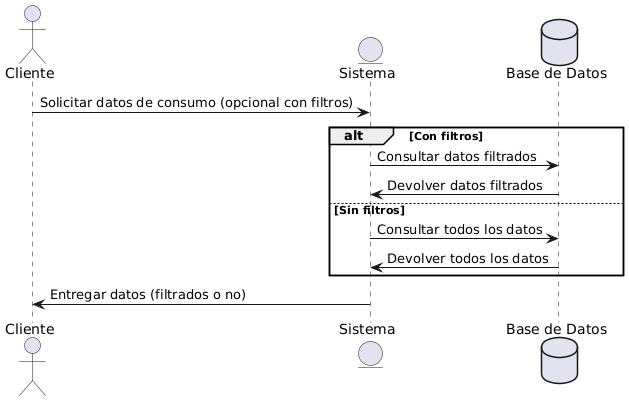 Cliente
Sistema
Base de Datos
Solicitar datos de consumo (opcional con filtros)
alt [Con filtros]
Consultar datos filtrados
Devolver datos filtrados
[Sin filtros]
Consultar todos los datos
Devolver todos los datos
Entregar datos (filtrados o no)
Cliente
Sistema
Base de Datos